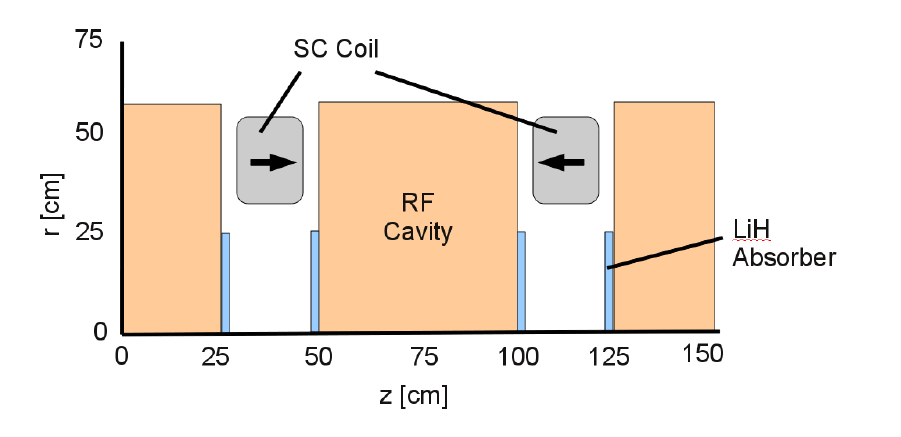 75
SC Coil
50
r [cm]
RF
Cavity
25
LiH
Absorber
0
0 25 50 75 100 125 150
z [cm]